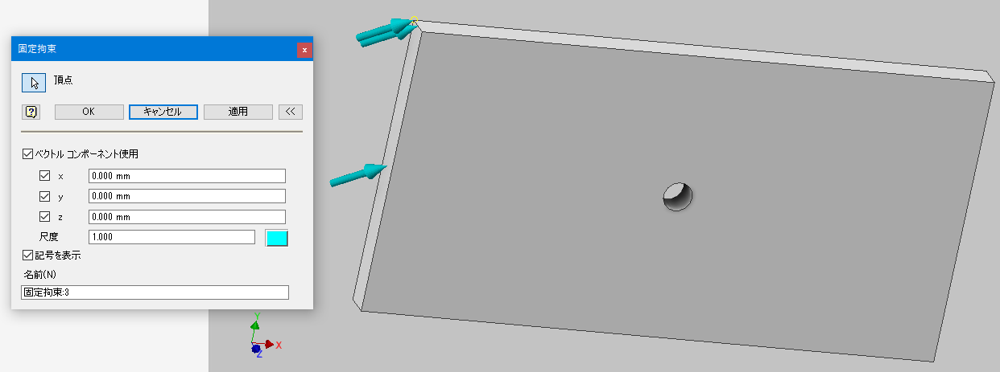 固定拘束
x
頂点
?
OK
キャンセル
適用
<<
ベクトル コンポーネント使用
x
0.000 mm
y
0.000 mm
z
0.000 mm
尺度
1.000
記号を表示
名前(N)
固定拘束:3
Y
X
Z